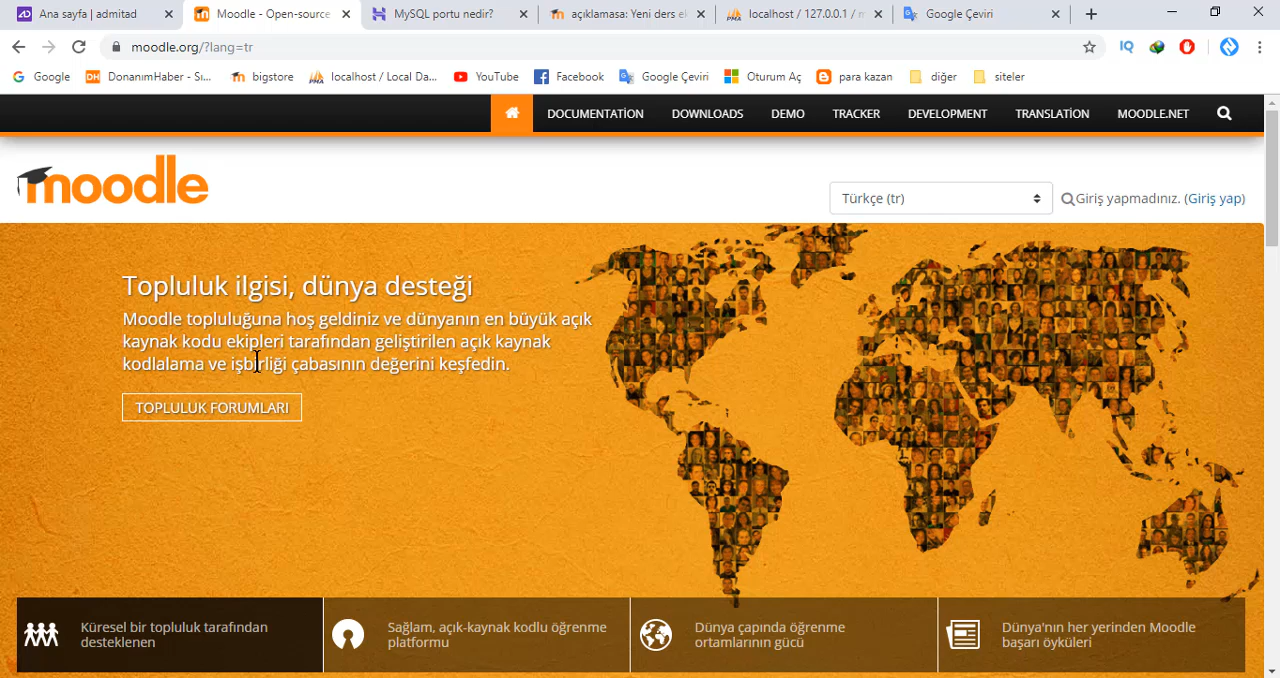 Ana sayfa | admitad
Moodle - Open-source
MySQL portu nedir?
açıklamasa: Yeni ders ek
localhost / 127.0.0.1 / m
Google Çeviri
moodle.org/?lang=tr
IQ
Google
DH
DonanımHaber - Si...
bigstore
localhost / Local Da...
YouTube
Facebook
Google Çeviri
Oturum Aç
para kazan
diğer
siteler
DOCUMENTATİON
DOWNLOADS
DEMO
TRACKER
DEVELOPMENT
TRANSLATİON
MOODLE.NET
moodle
Türkçe (tr)
Giriş yapmadınız. (Giriş yap)
Topluluk ilgisi, dünya desteği
Moodle topluluğuna hoş geldiniz ve dünyanın en büyük açık
kaynak kodu ekipleri tarafından geliştirilen açık kaynak
kodlalama ve işbirliği çabasının değerini keşfedin.
TOPLULUK FORUMLARI
Küresel bir topluluk tarafından
desteklenen
Sağlam, açık-kaynak kodlu öğrenme
platformu
Dünya çapında öğrenme
ortamlarının gücü
Dünya'nın her yerinden Moodle
başarı öyküleri